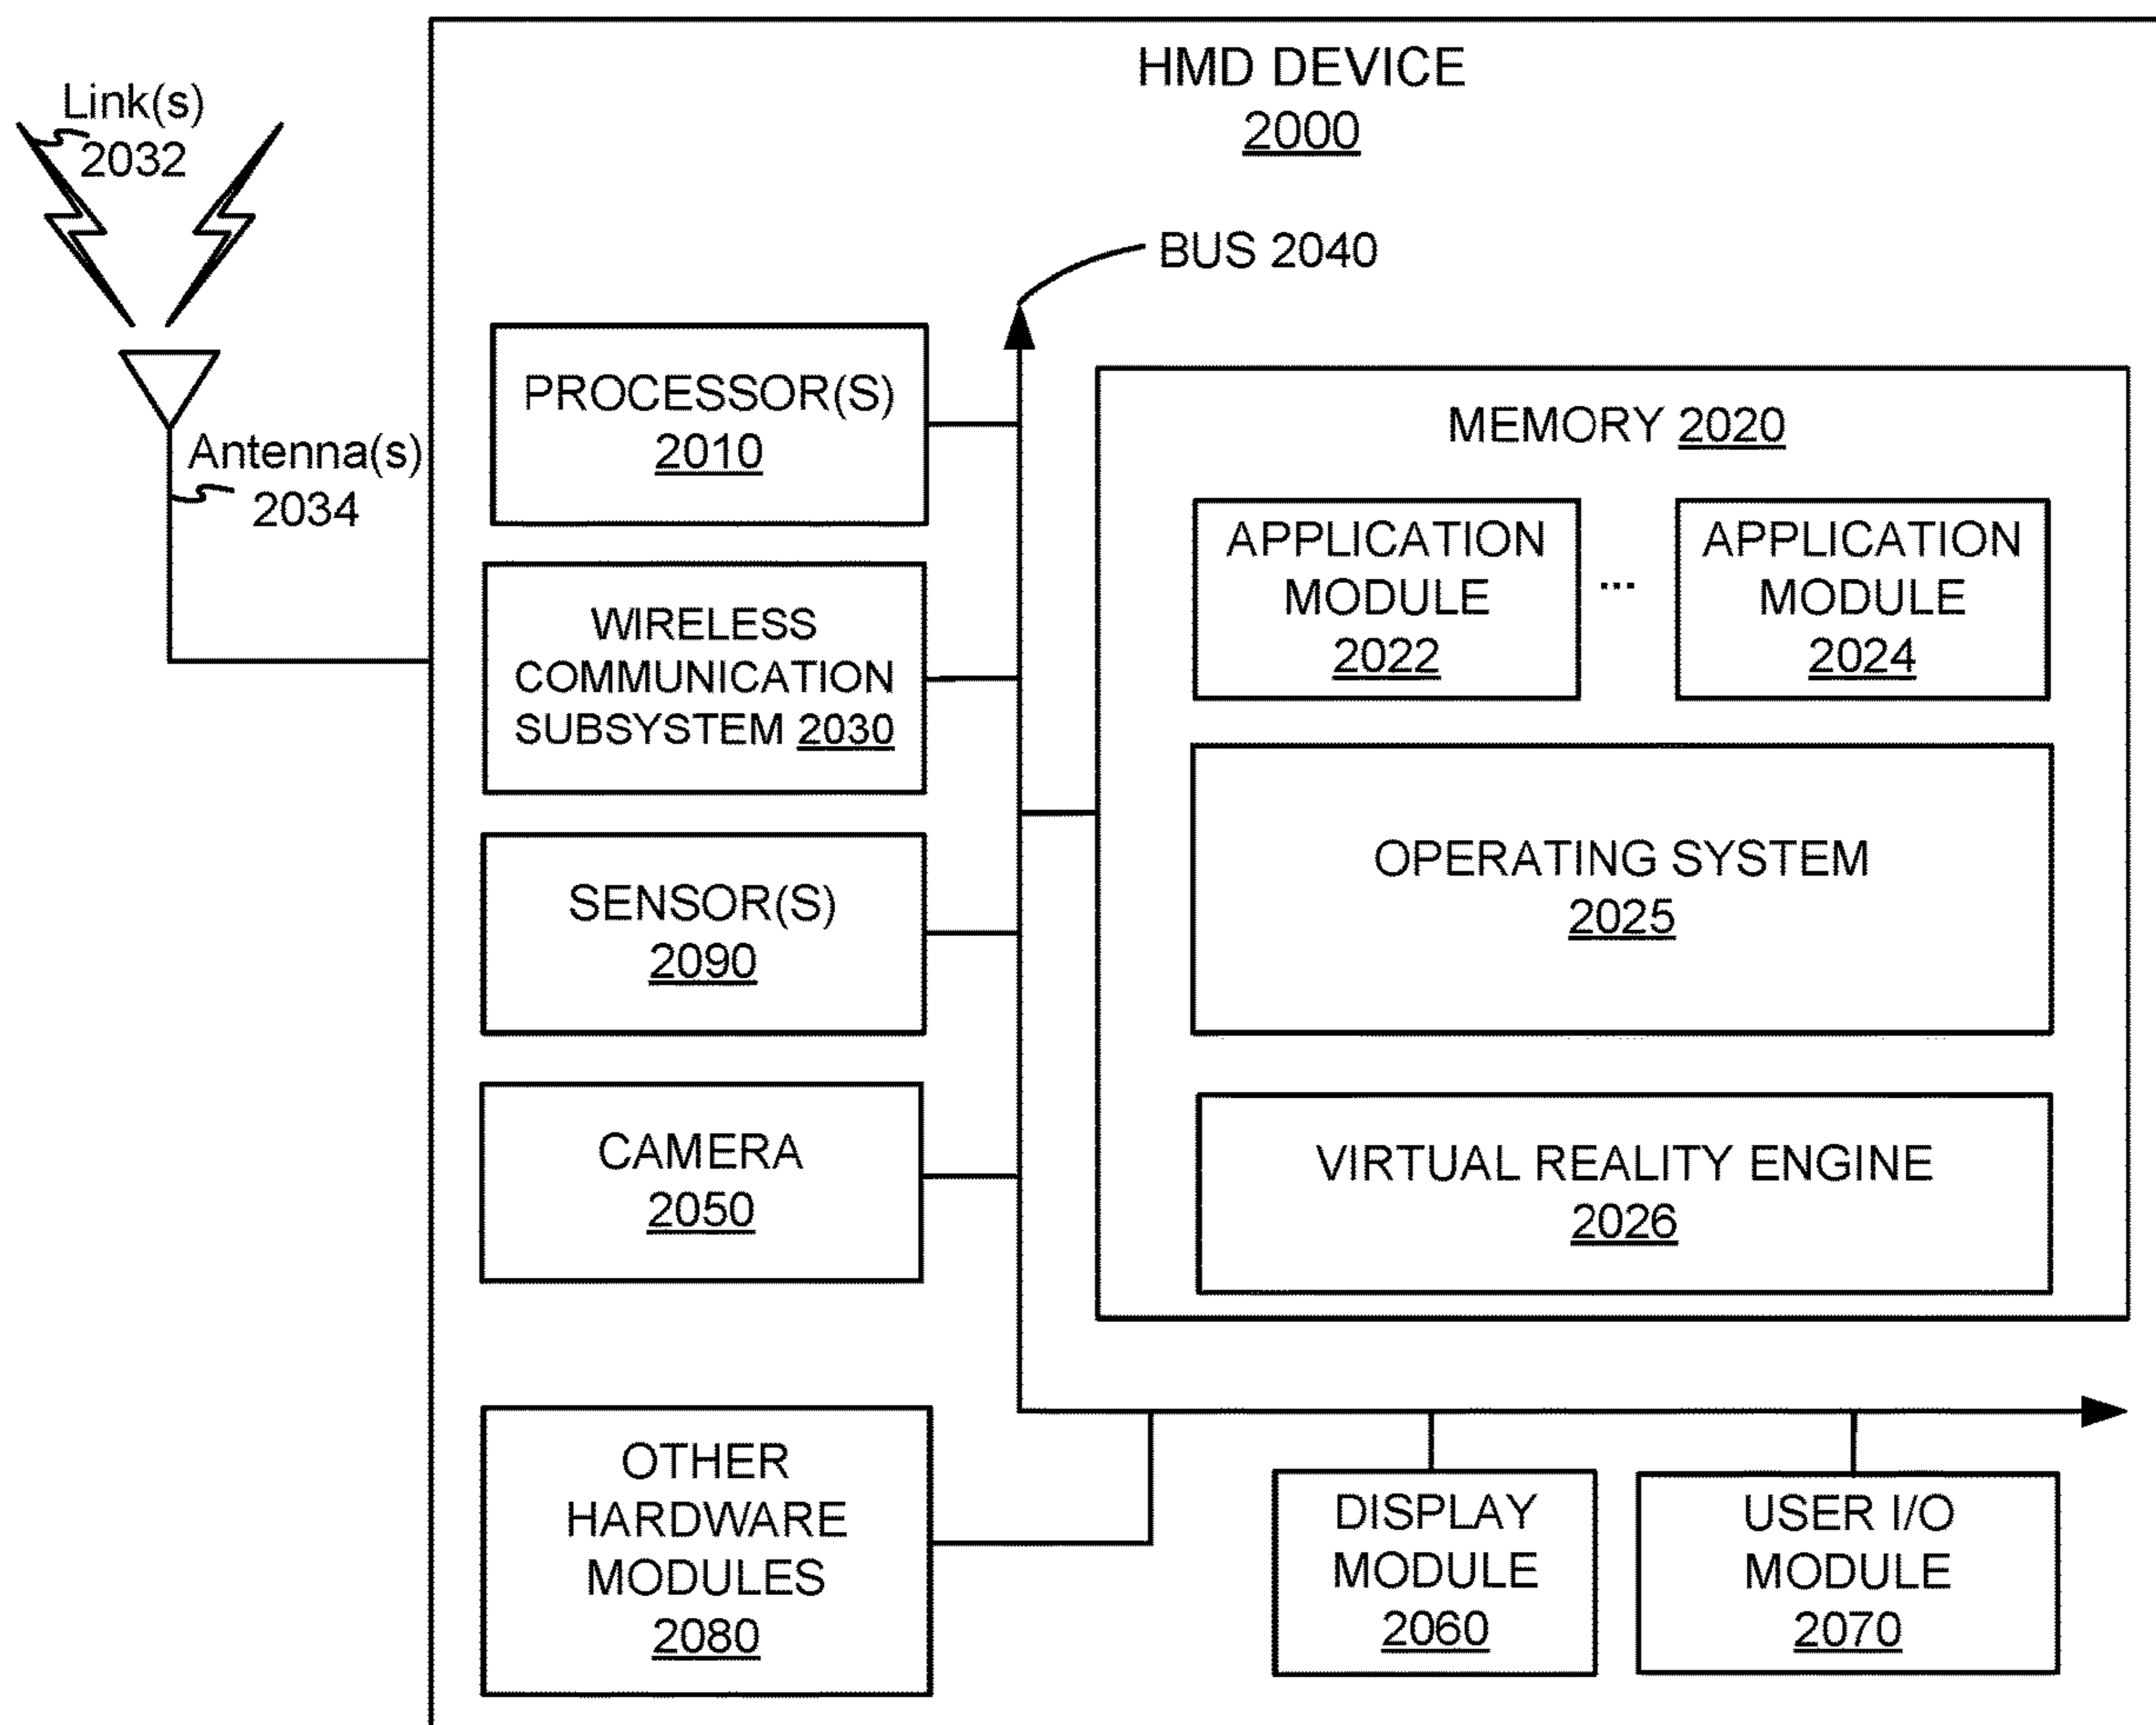 HMD DEVICE
2000
Link(s)
2032
BUS 2040
Antenna(s)
2034
PROCESSOR(S)
2010
WIRELESS
COMMUNICATION
SUBSYSTEM 2030
SENSOR(S)
2090
CAMERA
2050
OTHER
HARDWARE
MODULES
2080
MEMORY 2020
APPLICATION
MODULE
2022
...
APPLICATION
MODULE
2024
OPERATING SYSTEM
2025
VIRTUAL REALITY ENGINE
2026
DISPLAY
MODULE
2060
USER I/O
MODULE
2070